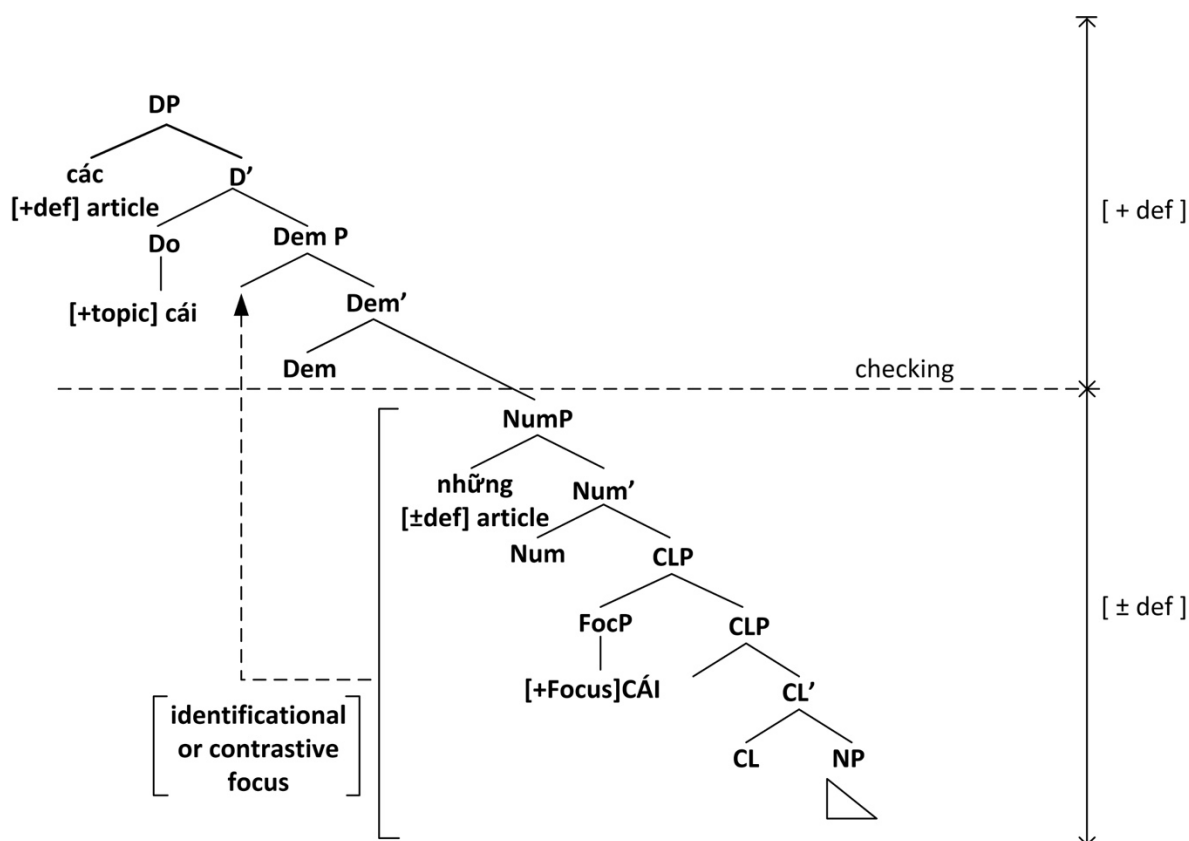 DP
các
D’
[+def] article
[ + def ]
Do
Dem P
[+topic] cái
Dem’
Dem
checking
NumP
những
Num’
[±def] article
Num
CLP
FocP
CLP
[ ± def ]
[+Focus]CÁI
CL’
identificational
or contrastive
focus
CL
NP